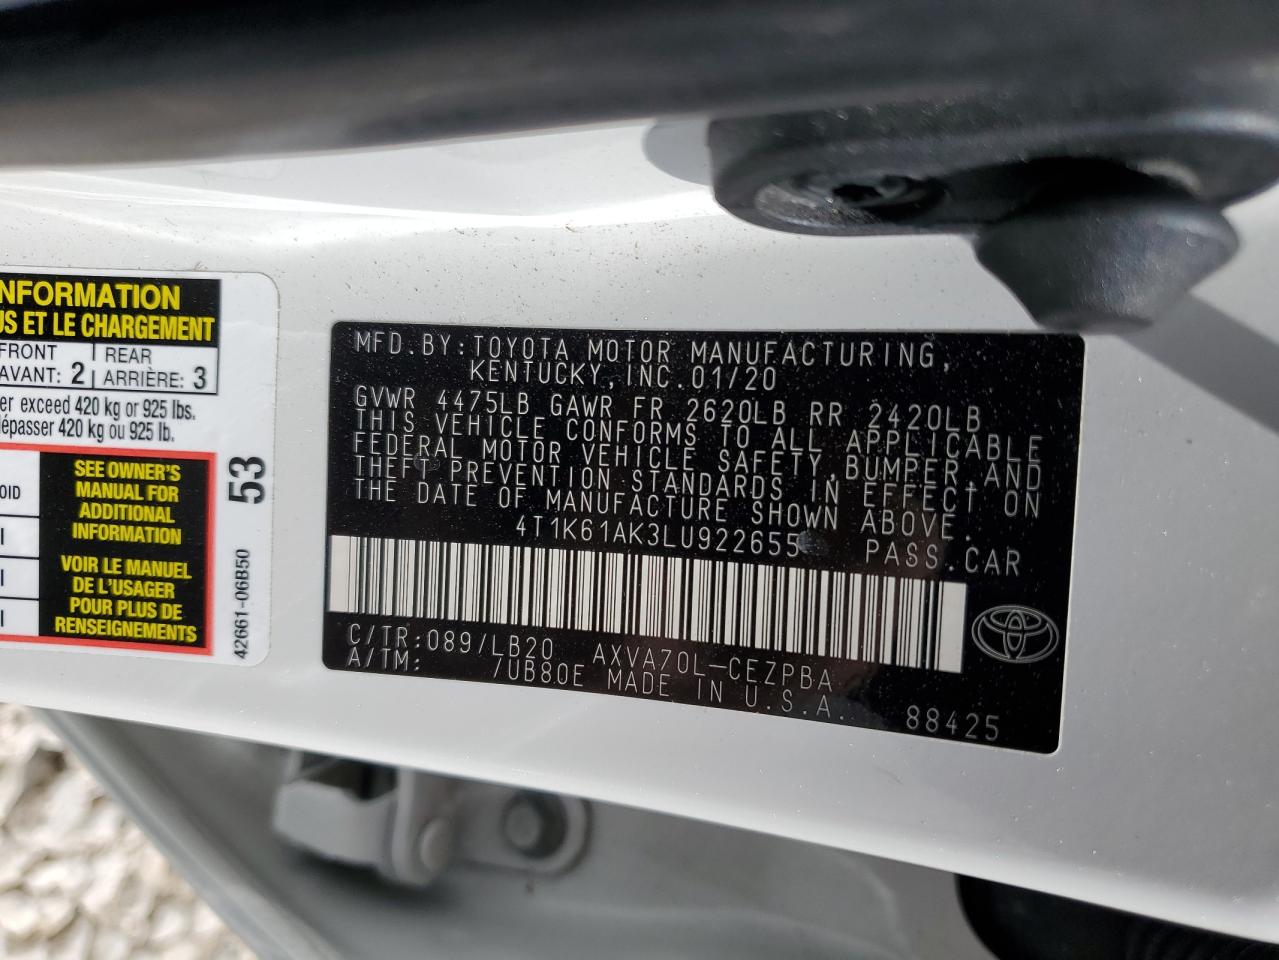 NFORMATION
US ET LE CHARGEMENT
FRONT
AVANT: 2
REAR
ARRIÈRE: 3
er exceed 420 kg or 925 lbs.
dépasser 420 kg ou 925 lb.
SEE OWNER'S
MANUAL FOR
ADDITIONAL
INFORMATION
VOIR LE MANUEL
DE L'USAGER
POUR PLUS DE
RENSEIGNEMENTS
53
42661-06B50
MFD.BY:TOYOTA MOTOR MANUFACTURING,
KENTUCKY,INC.01/20
GVWR 4475LB GAWR FR 2620LB RR 2420LB
THIS VEHICLE CONFORMS TO ALL APPLICABLE
FEDERAL MOTOR VEHICLE SAFETY,BUMPER,AND
THEFT PREVENTION STANDARDS IN EFFECT ON
THE DATE OF MANUFACTURE SHOWN ABOVE.
4T1K61AK3LU922655 PASS.CAR
C/TR:089/LB20 AXVA70L-CEZPBA
A/TM: /UB80E MADE IN U.S.A.
88425